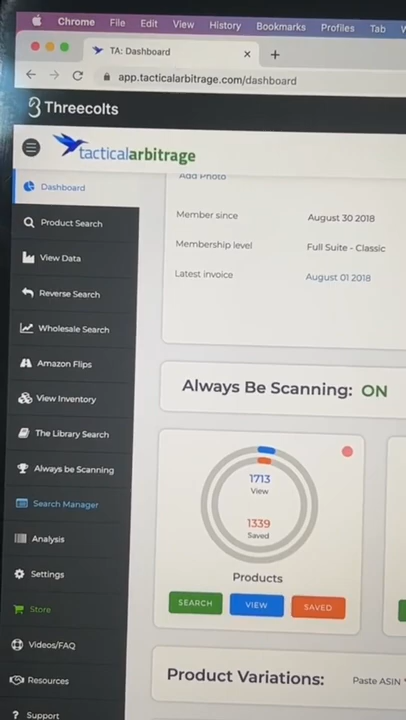 Chrome File Edit View History Bookmarks Profiles Tab
TA: Dashboard
app.tacticalarbitrage.com/dashboard
Threecolts
tacticalarbitrage
Dashboard
Product Search
View Data
Reverse Search
Wholesale Search
Amazon Flips
View Inventory
The Library Search
Always be Scanning
Search Manager
Analysis
Settings
Store
Videos/FAQ
Resources
Support
Add Photo
Member since August 30 2018
Membership level Full Suite - Classic
Latest invoice August 01 2018
Always Be Scanning: ON
1713
View
1339
Saved
Products
SEARCH VIEW SAVED
Product Variations: Paste ASIN